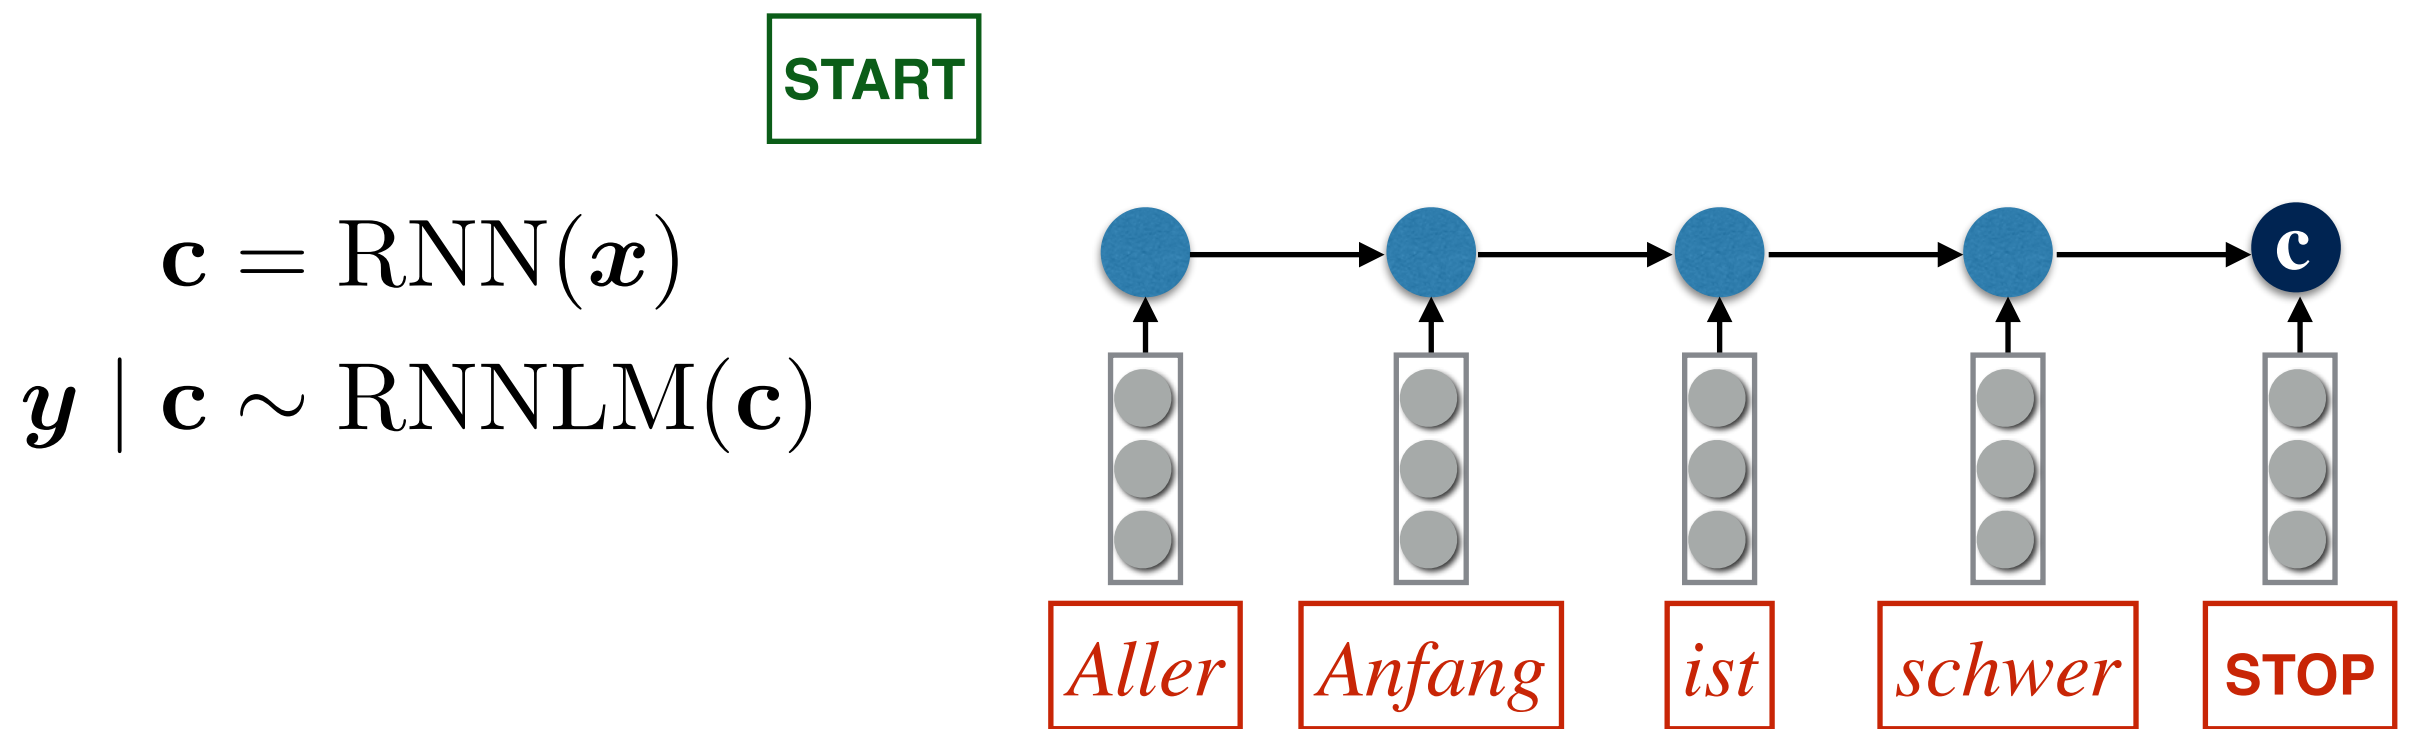 START
c = RNN(x)
c
y | c ∼ RNNLM(c)
Aller Anfang ist schwer STOP